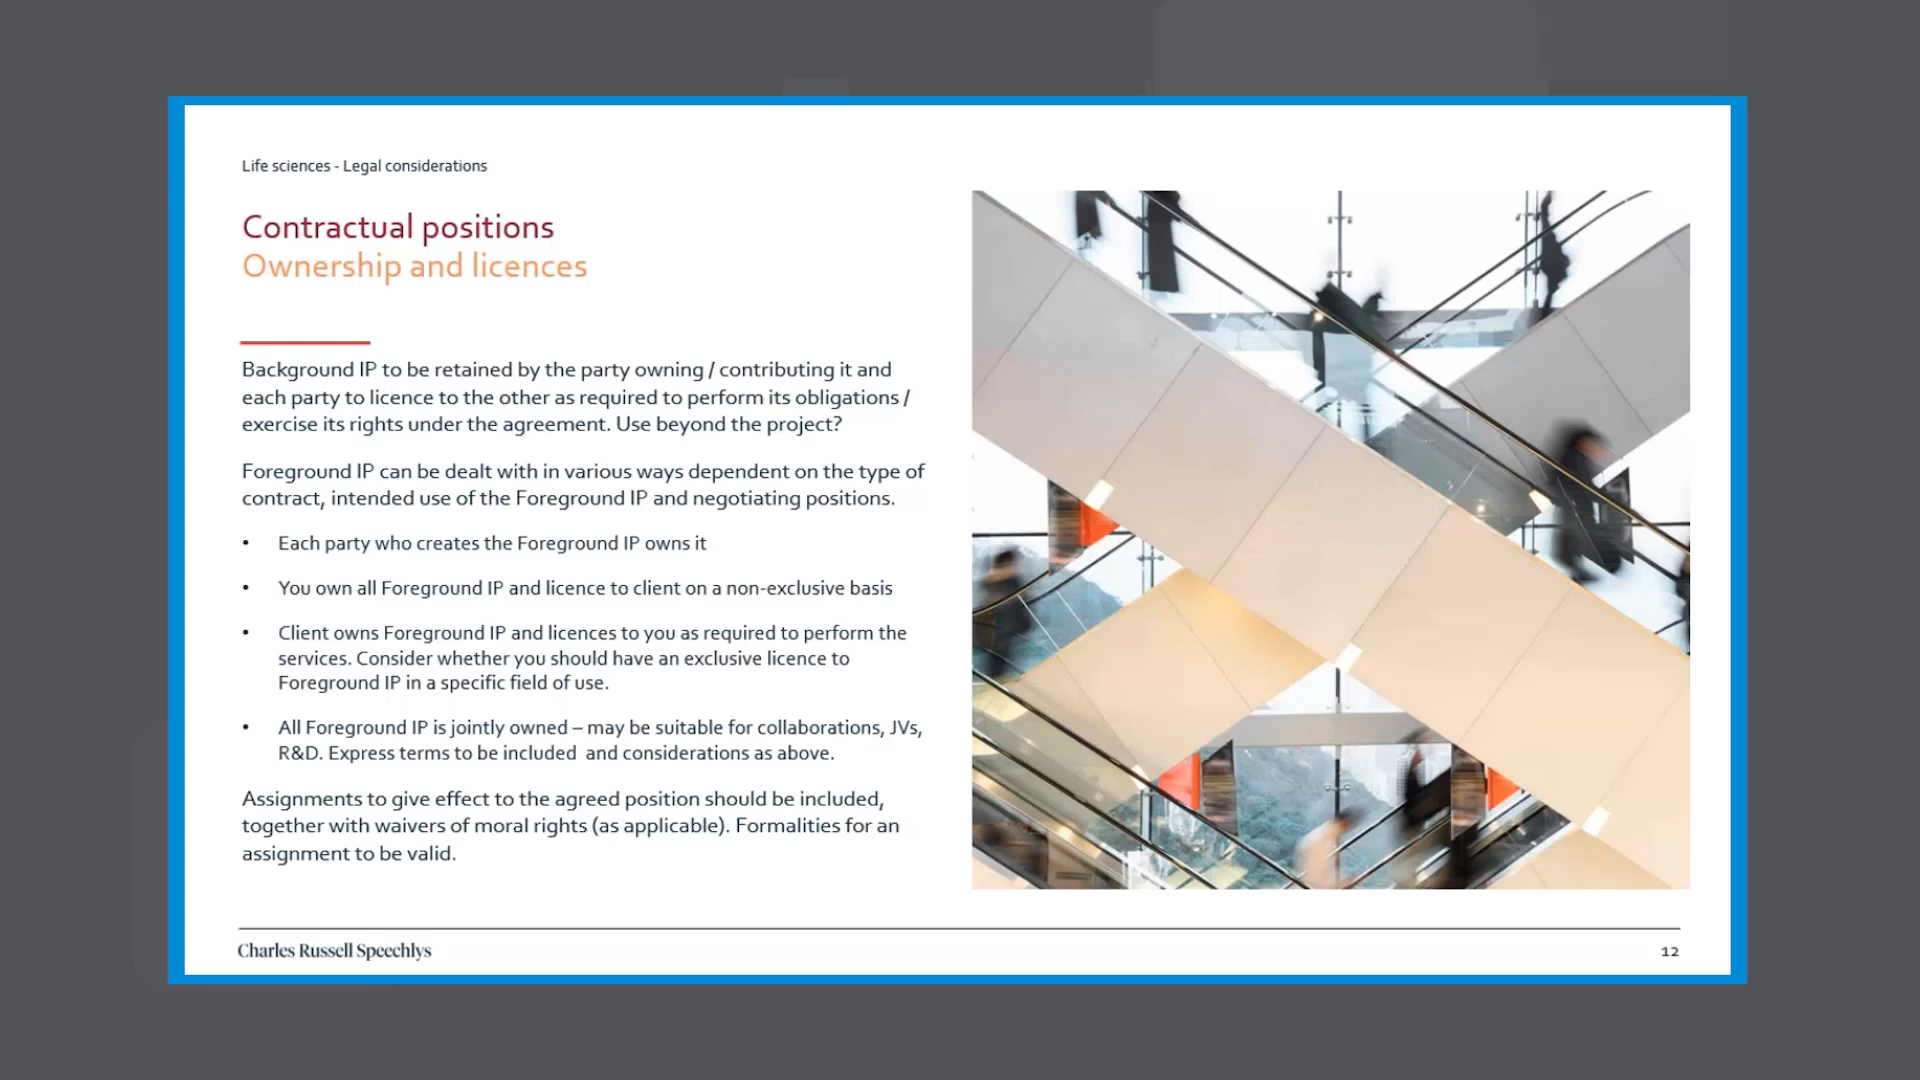 Life sciences - Legal considerations
Contractual positions
Ownership and licences
Background IP to be retained by the party owning / contributing it and
each party to licence to the other as required to perform its obligations /
exercise its rights under the agreement. Use beyond the project?
Foreground IP can be dealt with in various ways dependent on the type of
contract, intended use of the Foreground IP and negotiating positions.
• Each party who creates the Foreground IP owns it
• You own all Foreground IP and licence to client on a non-exclusive basis
• Client owns Foreground IP and licences to you as required to perform the
services. Consider whether you should have an exclusive licence to
Foreground IP in a specific field of use.
• All Foreground IP is jointly owned – may be suitable for collaborations, JVs,
R&D. Express terms to be included and considerations as above.
Assignments to give effect to the agreed position should be included,
together with waivers of moral rights (as applicable). Formalities for an
assignment to be valid.
Charles Russell Speechlys
12